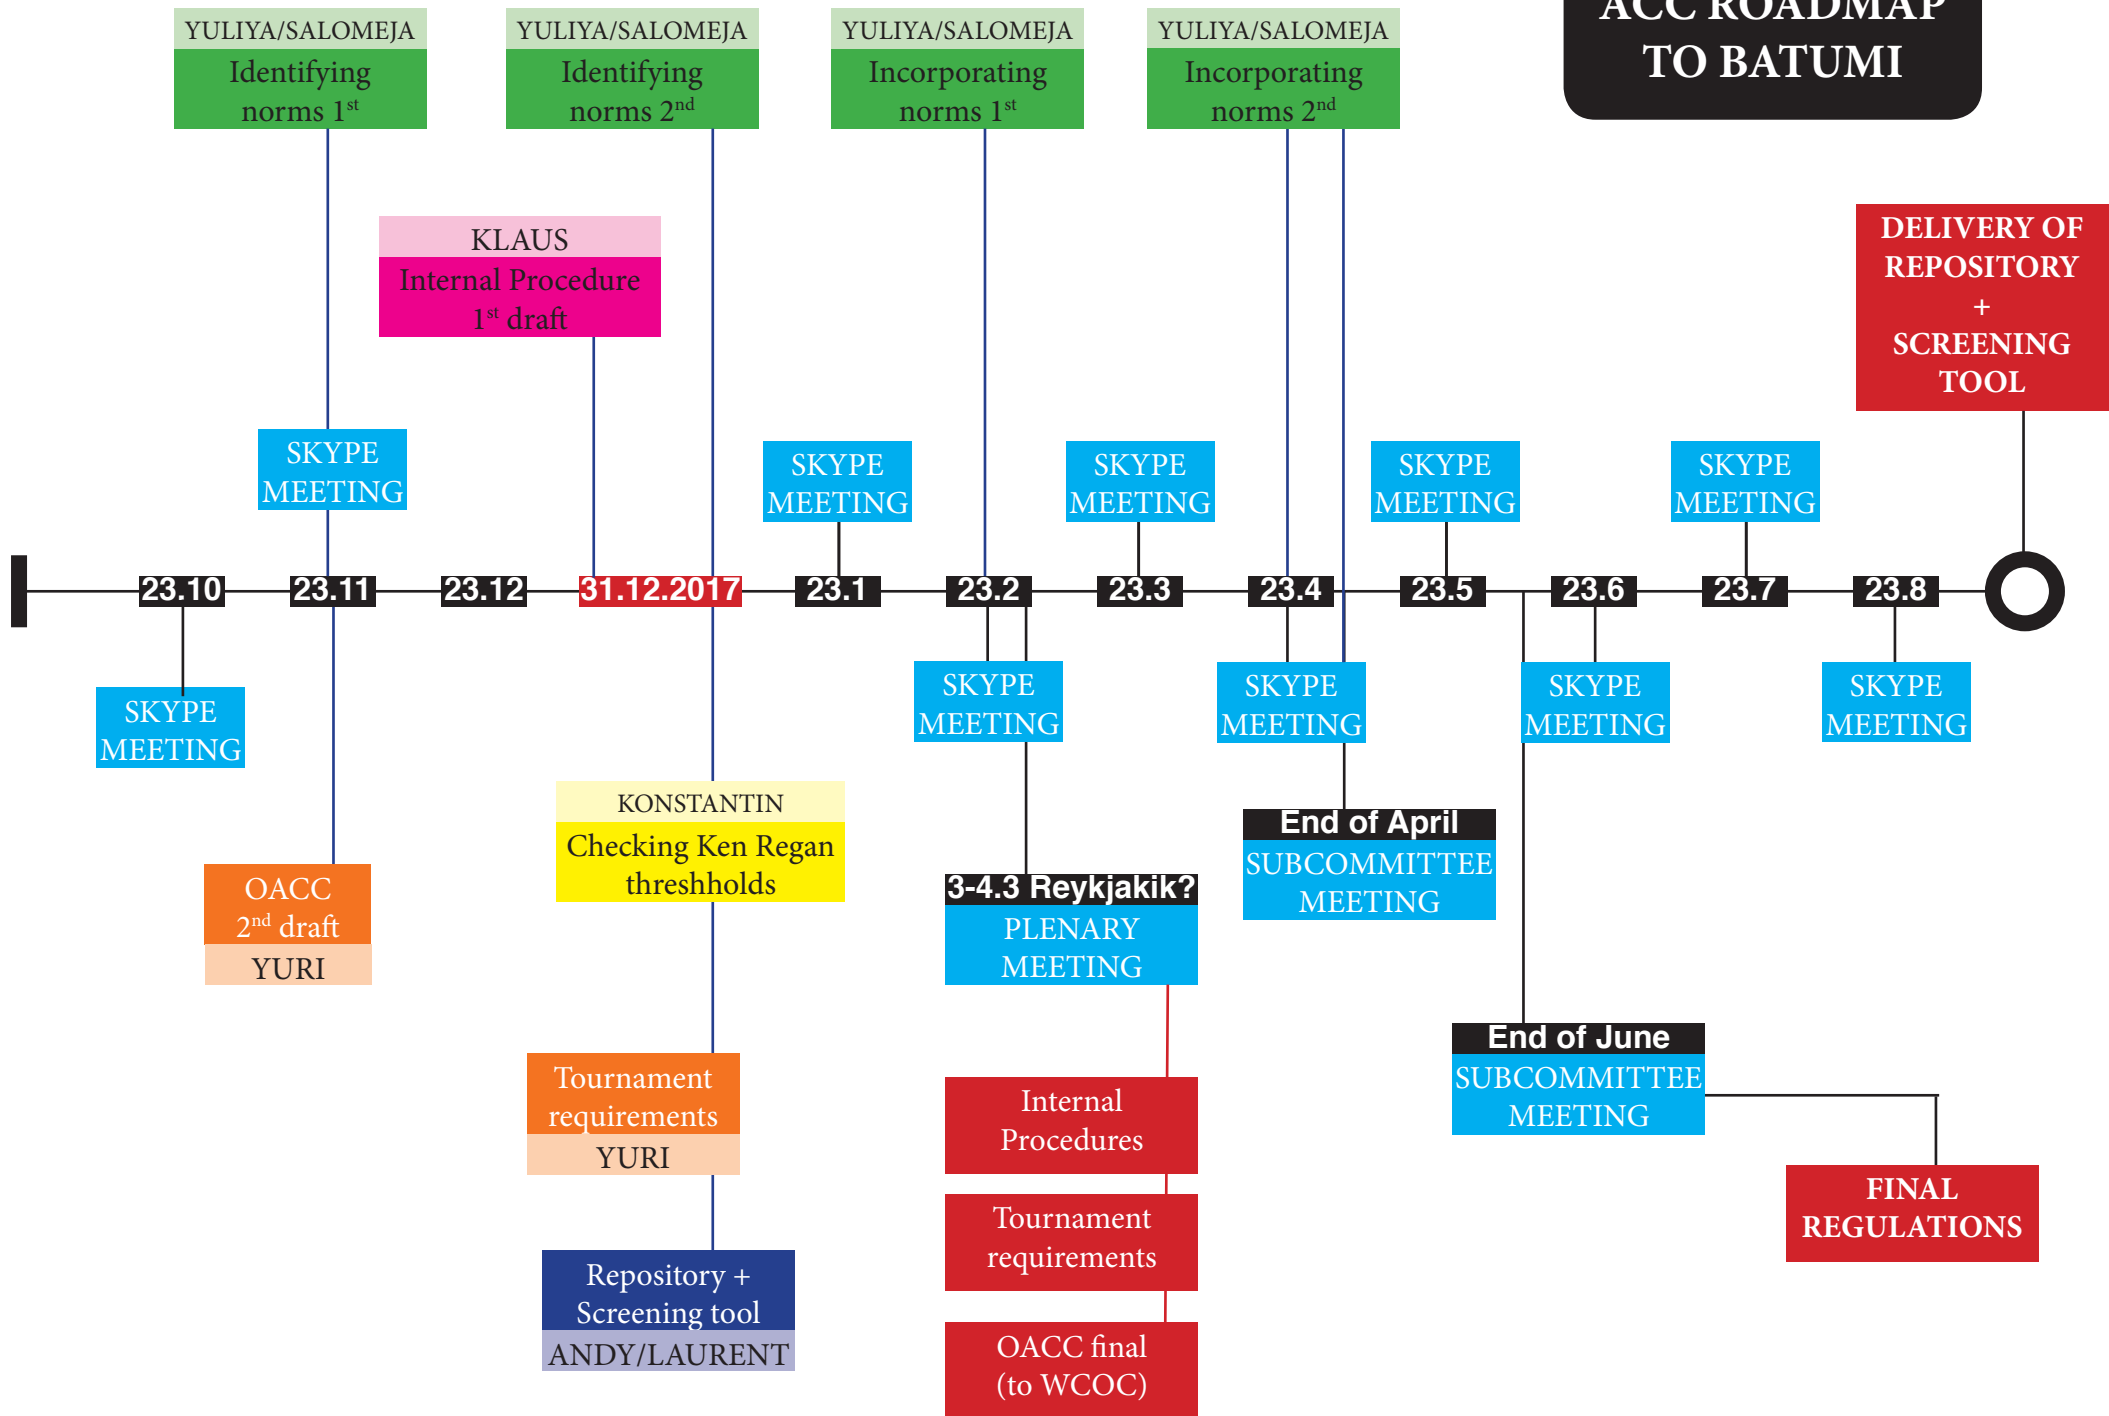 ACC ROADMAP
TO BATUMI
YULIYA/SALOMEJA
Identifying
norms 1st
YULIYA/SALOMEJA
Identifying
norms 2nd
YULIYA/SALOMEJA
Incorporating
norms 1st
YULIYA/SALOMEJA
Incorporating
norms 2nd
KLAUS
Internal Procedure
1st draft
DELIVERY OF
REPOSITORY
+
SCREENING
TOOL
SKYPE
MEETING
SKYPE
MEETING
SKYPE
MEETING
SKYPE
MEETING
SKYPE
MEETING
23.10
23.11
23.12
31.12.2017
23.1
23.2
23.3
23.4
23.5
23.6
23.7
23.8
SKYPE
MEETING
SKYPE
MEETING
SKYPE
MEETING
SKYPE
MEETING
SKYPE
MEETING
OACC
2nd draft
YURI
KONSTANTIN
Checking Ken Regan
threshholds
3-4.3 Reykjakik?
PLENARY
MEETING
End of April
SUBCOMMITTEE
MEETING
End of June
SUBCOMMITTEE
MEETING
Tournament
requirements
YURI
Internal
Procedures
Tournament
requirements
FINAL
REGULATIONS
Repository +
Screening tool
ANDY/LAURENT
OACC final
(to WCOC)